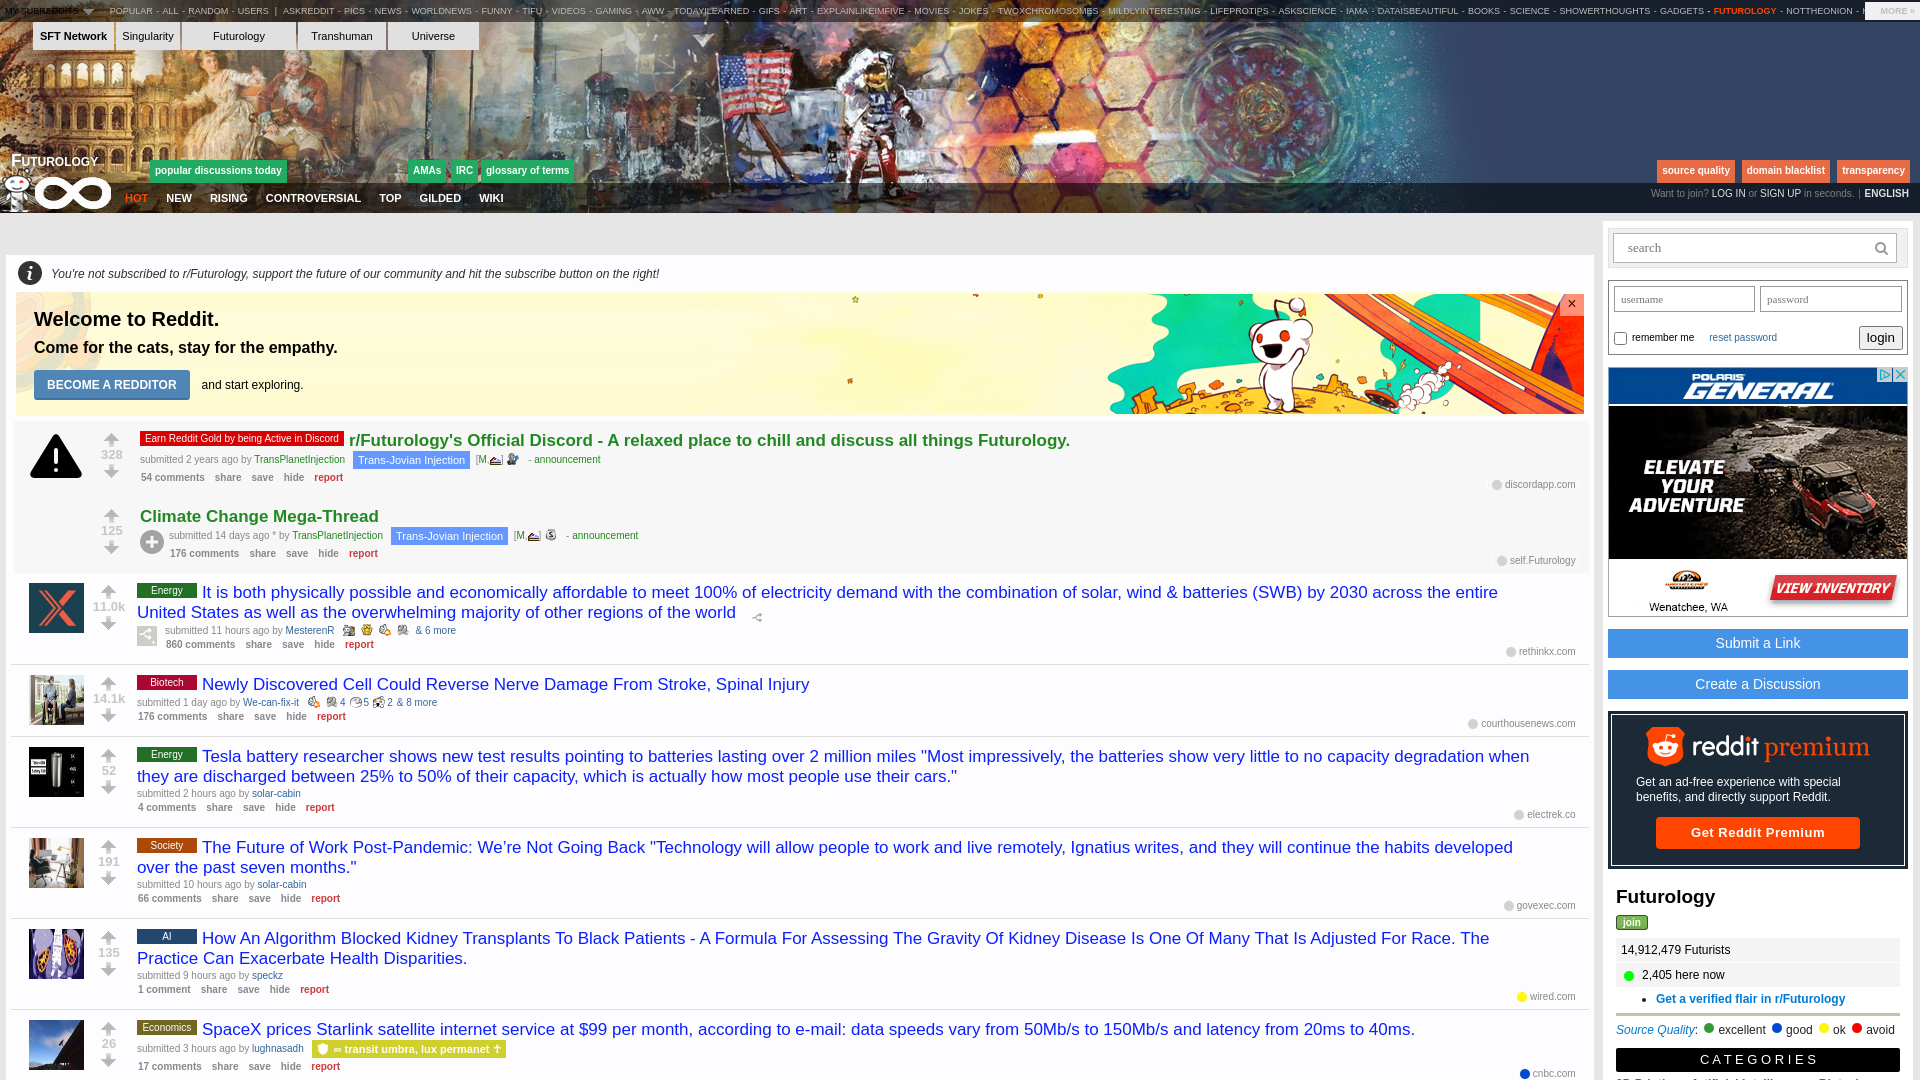 MY SUBREDDITS POPULAR - ALL - RANDOM - USERS | ASKREDDIT - PICS - NEWS - WORLDNEWS - FUNNY - TIFU - VIDEOS - GAMING - AWW - TODAYILEARNED - GIFS - ART - EXPLAINLIKEIMFIVE - MOVIES - JOKES - TWOXCHROMOSOMES - MILDLYINTERESTING - LIFEPROTIPS - ASKSCIENCE - IAMA - DATAISBEAUTIFUL - BOOKS - SCIENCE - SHOWERTHOUGHTS - GADGETS - FUTUROLOGY - NOTTHEONION - MORE »
SFT Network Singularity Futurology Transhuman Universe
FUTUROLOGY
popular discussions today AMAs IRC glossary of terms source quality domain blacklist transparency
HOT NEW RISING CONTROVERSIAL TOP GILDED WIKI
Want to join? LOG IN or SIGN UP in seconds. | ENGLISH
You're not subscribed to r/Futurology, support the future of our community and hit the subscribe button on the right!
Welcome to Reddit.
×
Come for the cats, stay for the empathy.
BECOME A REDDITOR and start exploring.
328
Earn Reddit Gold by being Active in Discord r/Futurology's Official Discord - A relaxed place to chill and discuss all things Futurology.
submitted 2 years ago by TransPlanetInjection Trans-Jovian Injection [M, ] - announcement
54 comments share save hide report
discordapp.com
125
Climate Change Mega-Thread
submitted 14 days ago * by TransPlanetInjection Trans-Jovian Injection [M, ] - announcement
176 comments share save hide report
self.Futurology
11.0k
Energy It is both physically possible and economically affordable to meet 100% of electricity demand with the combination of solar, wind & batteries (SWB) by 2030 across the entire
United States as well as the overwhelming majority of other regions of the world
submitted 11 hours ago by MesterenR & 6 more
860 comments share save hide report
rethinkx.com
14.1k
Biotech Newly Discovered Cell Could Reverse Nerve Damage From Stroke, Spinal Injury
submitted 1 day ago by We-can-fix-it 4 5 2 & 8 more
176 comments share save hide report
courthousenews.com
52
Energy Tesla battery researcher shows new test results pointing to batteries lasting over 2 million miles "Most impressively, the batteries show very little to no capacity degradation when
they are discharged between 25% to 50% of their capacity, which is actually how most people use their cars."
submitted 2 hours ago by solar-cabin
4 comments share save hide report
electrek.co
191
Society The Future of Work Post-Pandemic: We’re Not Going Back "Technology will allow people to work and live remotely, Ignatius writes, and they will continue the habits developed
over the past seven months."
submitted 10 hours ago by solar-cabin
66 comments share save hide report
govexec.com
135
AI How An Algorithm Blocked Kidney Transplants To Black Patients - A Formula For Assessing The Gravity Of Kidney Disease Is One Of Many That Is Adjusted For Race. The
Practice Can Exacerbate Health Disparities.
submitted 9 hours ago by speckz
1 comment share save hide report
wired.com
26
Economics SpaceX prices Starlink satellite internet service at $99 per month, according to e-mail: data speeds vary from 50Mb/s to 150Mb/s and latency from 20ms to 40ms.
submitted 3 hours ago by lughnasadh ∞ transit umbra, lux permanet ☥
17 comments share save hide report
cnbc.com
search
username password
remember me reset password login
POLARIS
GENERAL
ELEVATE
YOUR
ADVENTURE
Wenatchee, WA
VIEW INVENTORY
Submit a Link
Create a Discussion
reddit premium
Get an ad-free experience with special
benefits, and directly support Reddit.
Get Reddit Premium
Futurology
join
14,912,479 Futurists
2,405 here now
• Get a verified flair in r/Futurology
Source Quality: excellent good ok avoid
CATEGORIES